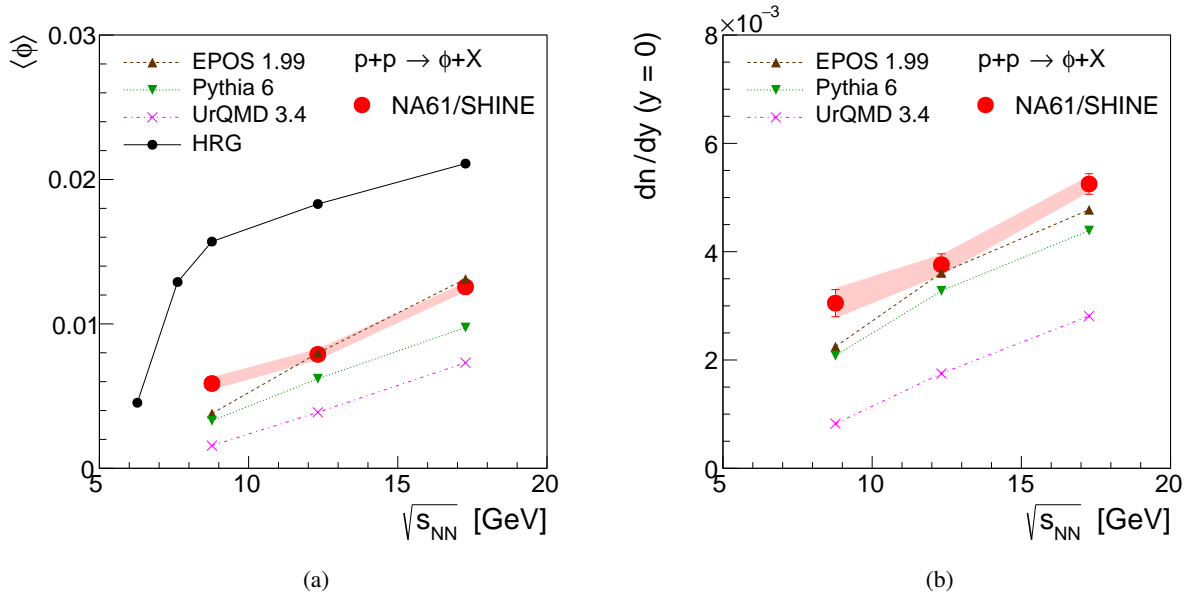 0.03
0.02
0.01
0
⟨ϕ⟩
EPOS 1.99
Pythia 6
UrQMD 3.4
HRG
p+p → ϕ+X
NA61/SHINE
5 10 15 20
√s_NN [GeV]
(a)
×10⁻³
8
6
4
2
0
dn/dy (y = 0)
EPOS 1.99
Pythia 6
UrQMD 3.4
p+p → ϕ+X
NA61/SHINE
5 10 15 20
√s_NN [GeV]
(b)